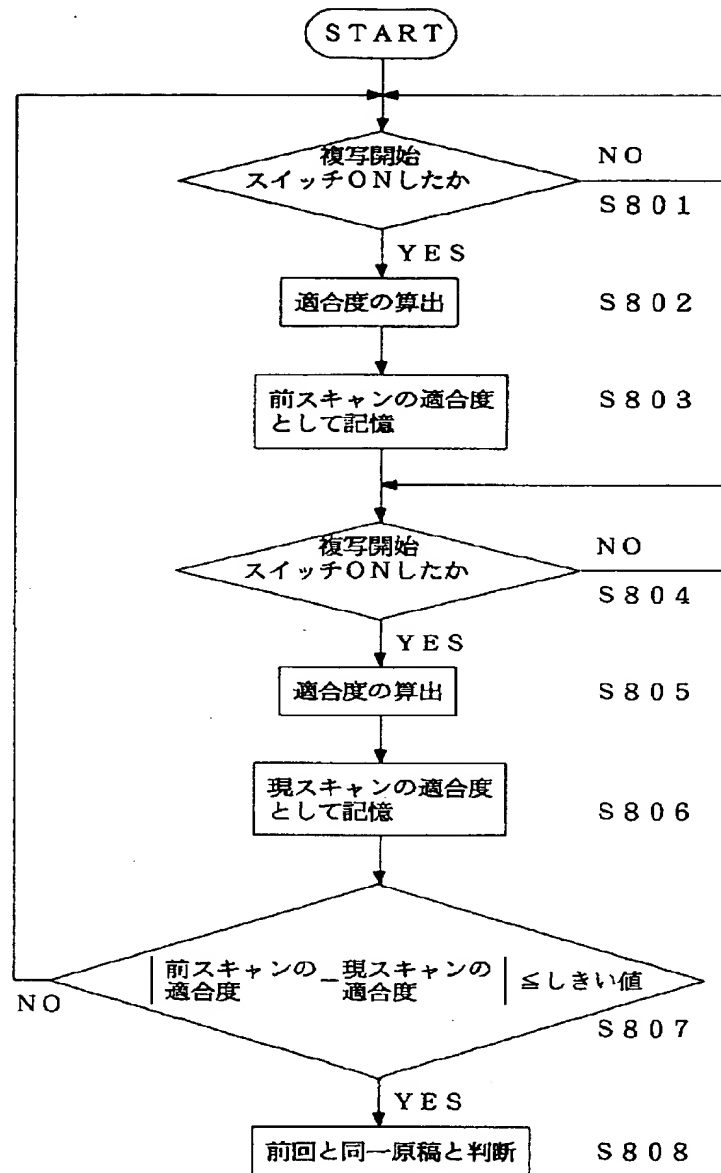 START
複写開始
スイッチONしたか
NO
S801
YES
適合度の算出
S802
前スキャンの適合度
として記憶
S803
複写開始
スイッチONしたか
NO
S804
YES
適合度の算出
S805
現スキャンの適合度
として記憶
S806
|前スキャンの適合度−現スキャンの適合度|≦しきい値
NO
S807
YES
前回と同一原稿と判断
S808